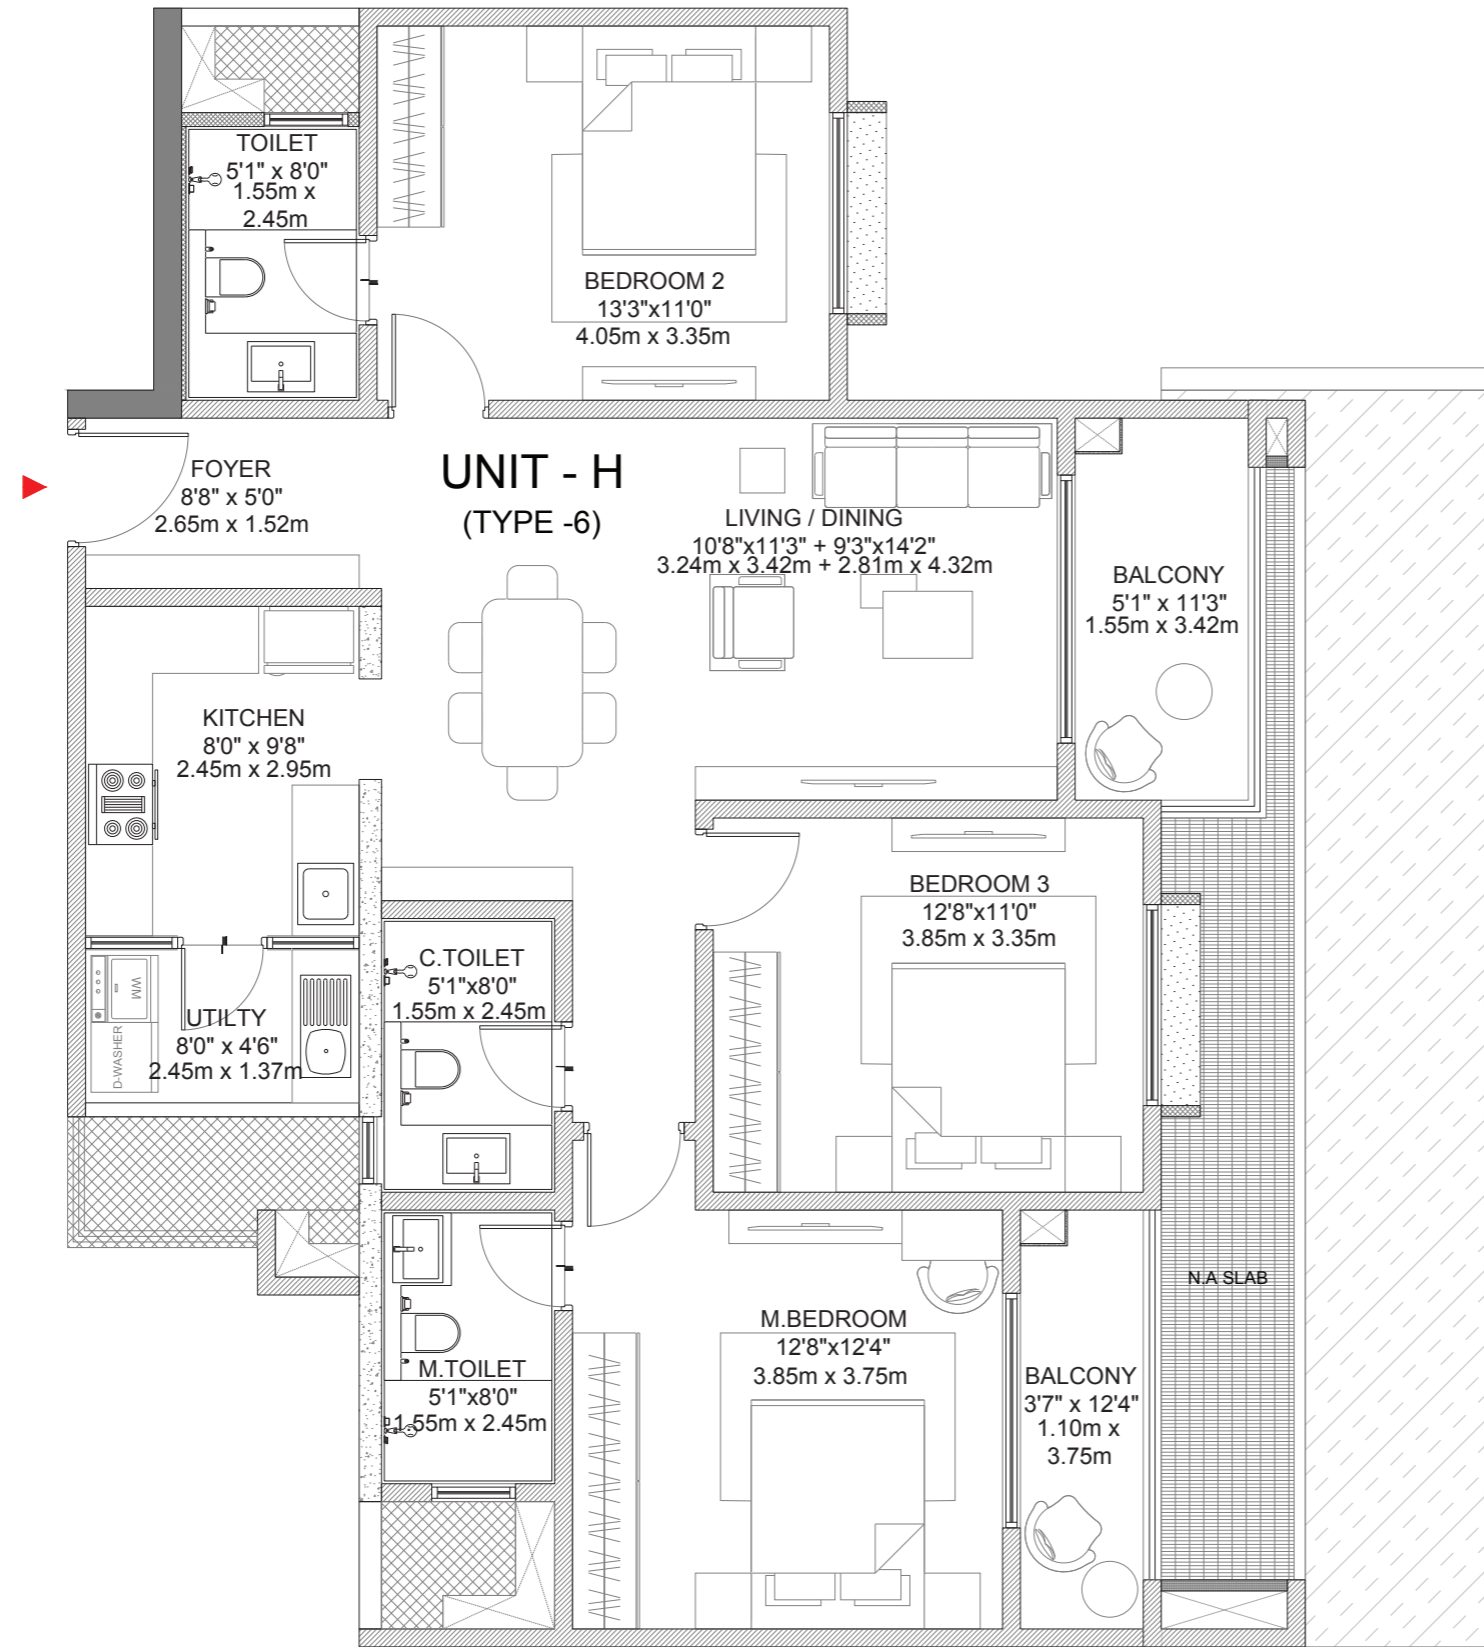 TOILET
5'1" x 8'0"
1.55m x
2.45m
BEDROOM 2
13'3"x11'0"
4.05m x 3.35m
FOYER
8'8" x 5'0"
2.65m x 1.52m
UNIT - H
(TYPE -6)
LIVING / DINING
10'8"x11'3" + 9'3"x14'2"
3.24m x 3.42m + 2.81m x 4.32m
BALCONY
5'1" x 11'3"
1.55m x 3.42m
KITCHEN
8'0" x 9'8"
2.45m x 2.95m
BEDROOM 3
12'8"x11'0"
3.85m x 3.35m
C.TOILET
5'1"x8'0"
1.55m x 2.45m
WM
D-WASHER
UTILTY
8'0" x 4'6"
2.45m x 1.37m
N.A SLAB
M.BEDROOM
12'8"x12'4"
3.85m x 3.75m
M.TOILET
5'1"x8'0"
1.55m x 2.45m
BALCONY
3'7" x 12'4"
1.10m x
3.75m